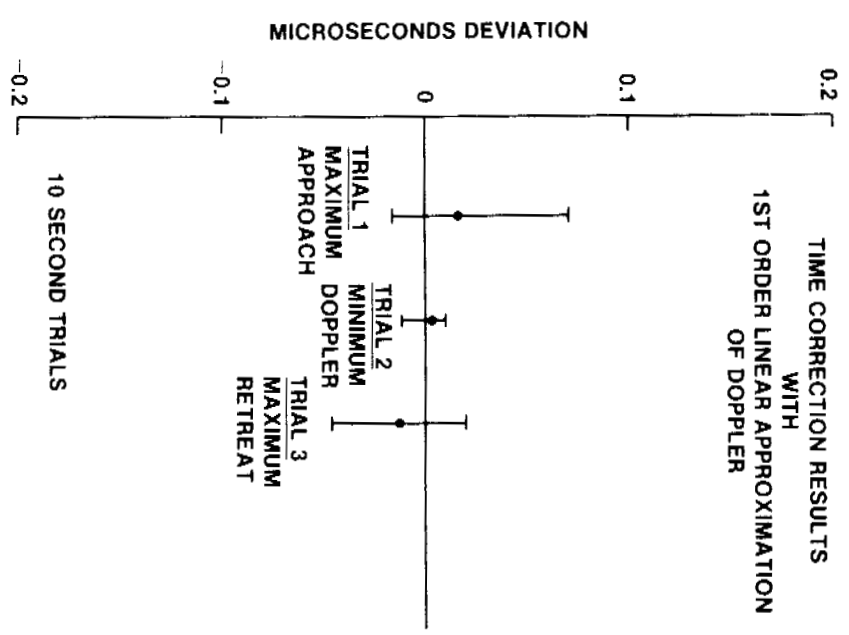 TIME CORRECTION RESULTS
WITH
1ST ORDER LINEAR APPROXIMATION
OF DOPPLER
MICROSECONDS DEVIATION
0.2
0.1
0
-0.1
-0.2
TRIAL 1
MAXIMUM
APPROACH
TRIAL 2
MINIMUM
DOPPLER
TRIAL 3
MAXIMUM
RETREAT
10 SECOND TRIALS